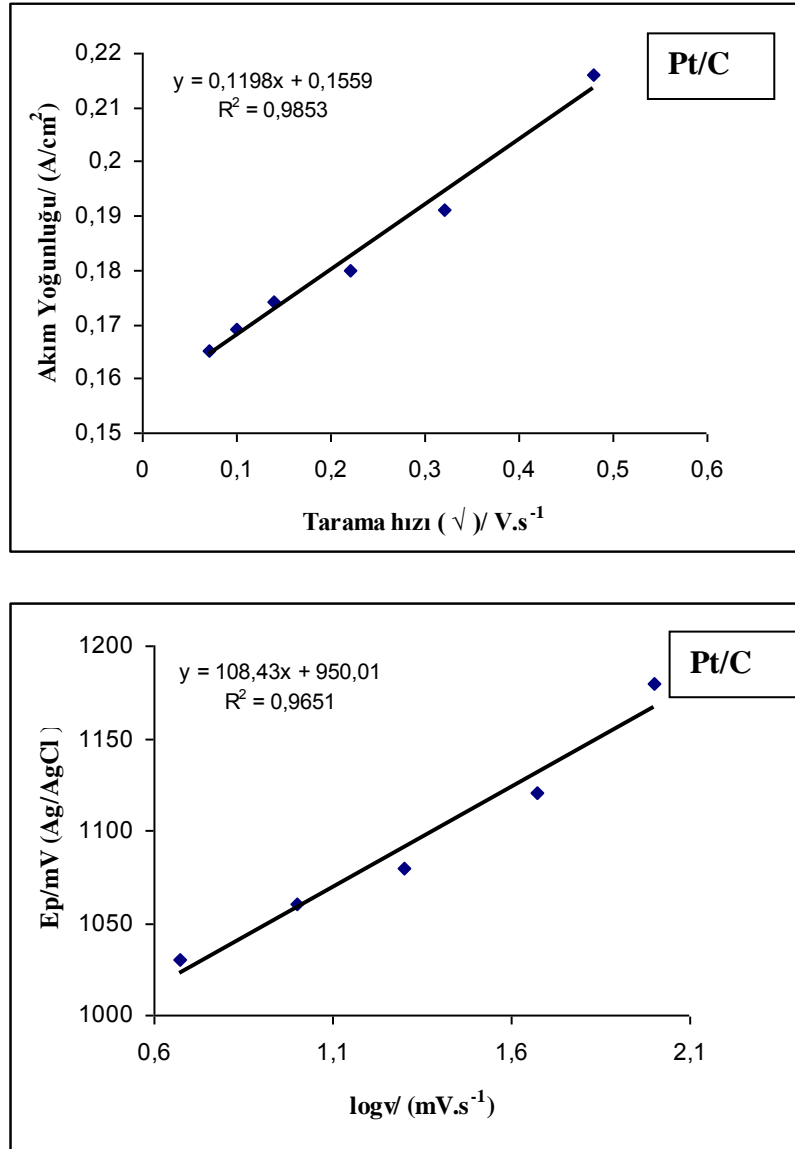 Pt/C
y = 0,1198x + 0,1559
R² = 0,9853
Akım Yoğunluğu/ (A/cm²)
0,22
0,21
0,2
0,19
0,18
0,17
0,16
0,15
0 0,1 0,2 0,3 0,4 0,5 0,6
Tarama hızı ( √ )/ V.s⁻¹
Pt/C
y = 108,43x + 950,01
R² = 0,9651
Ep/mV (Ag/AgCl )
1200
1150
1100
1050
1000
0,6 1,1 1,6 2,1
logv/ (mV.s⁻¹)